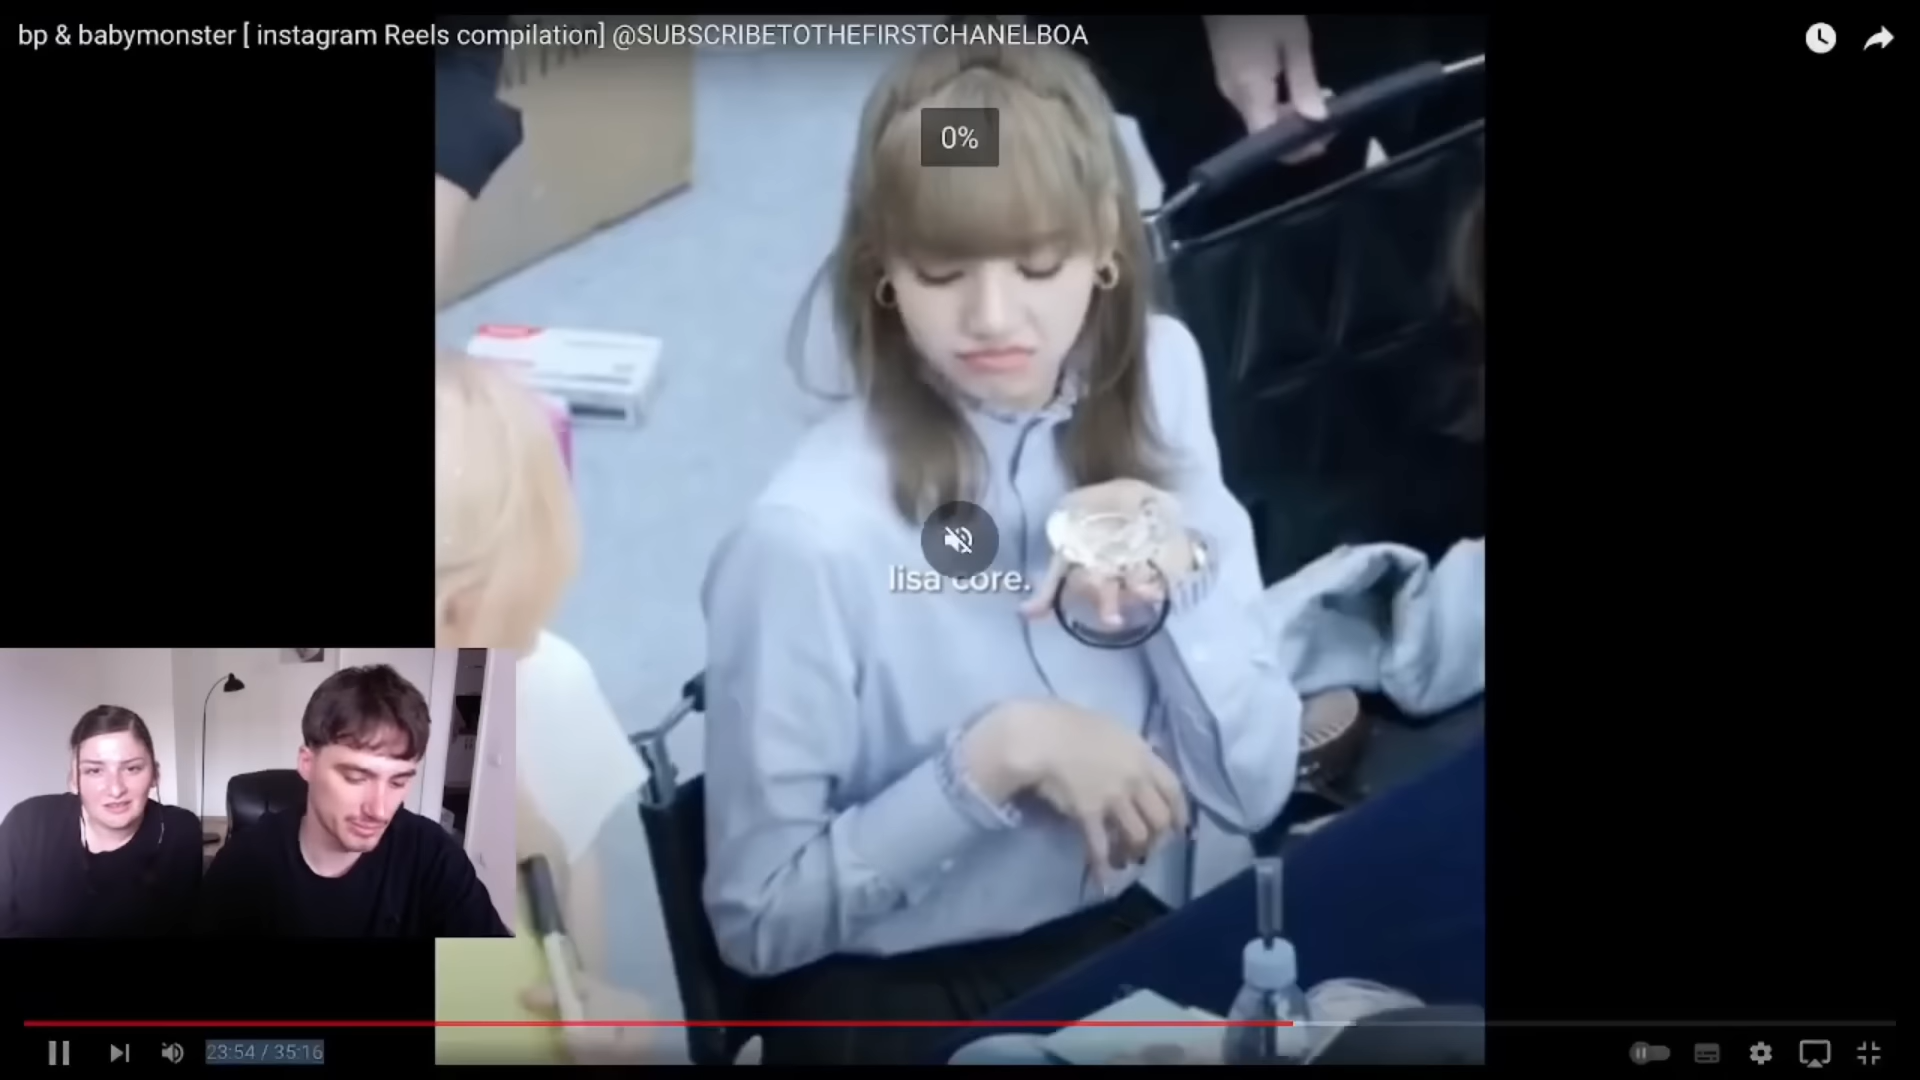 bp & babymonster [ instagram Reels compilation] @SUBSCRIBETOTHEFIRSTCHANELBOA
0%
lisa core.
23:54 / 35:16